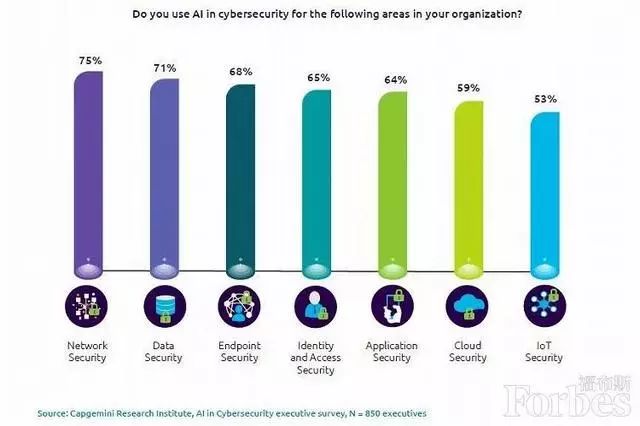 Do you use AI in cybersecurity for the following areas in your organization?
75%
71%
68%
65%
64%
59%
53%
Network
Security
Data
Security
Endpoint
Security
Identity
and Access
Security
Application
Security
Cloud
Security
IoT
Security
福布斯
Forbes
Source: Capgemini Research Institute, AI in Cybersecurity executive survey, N = 850 executives